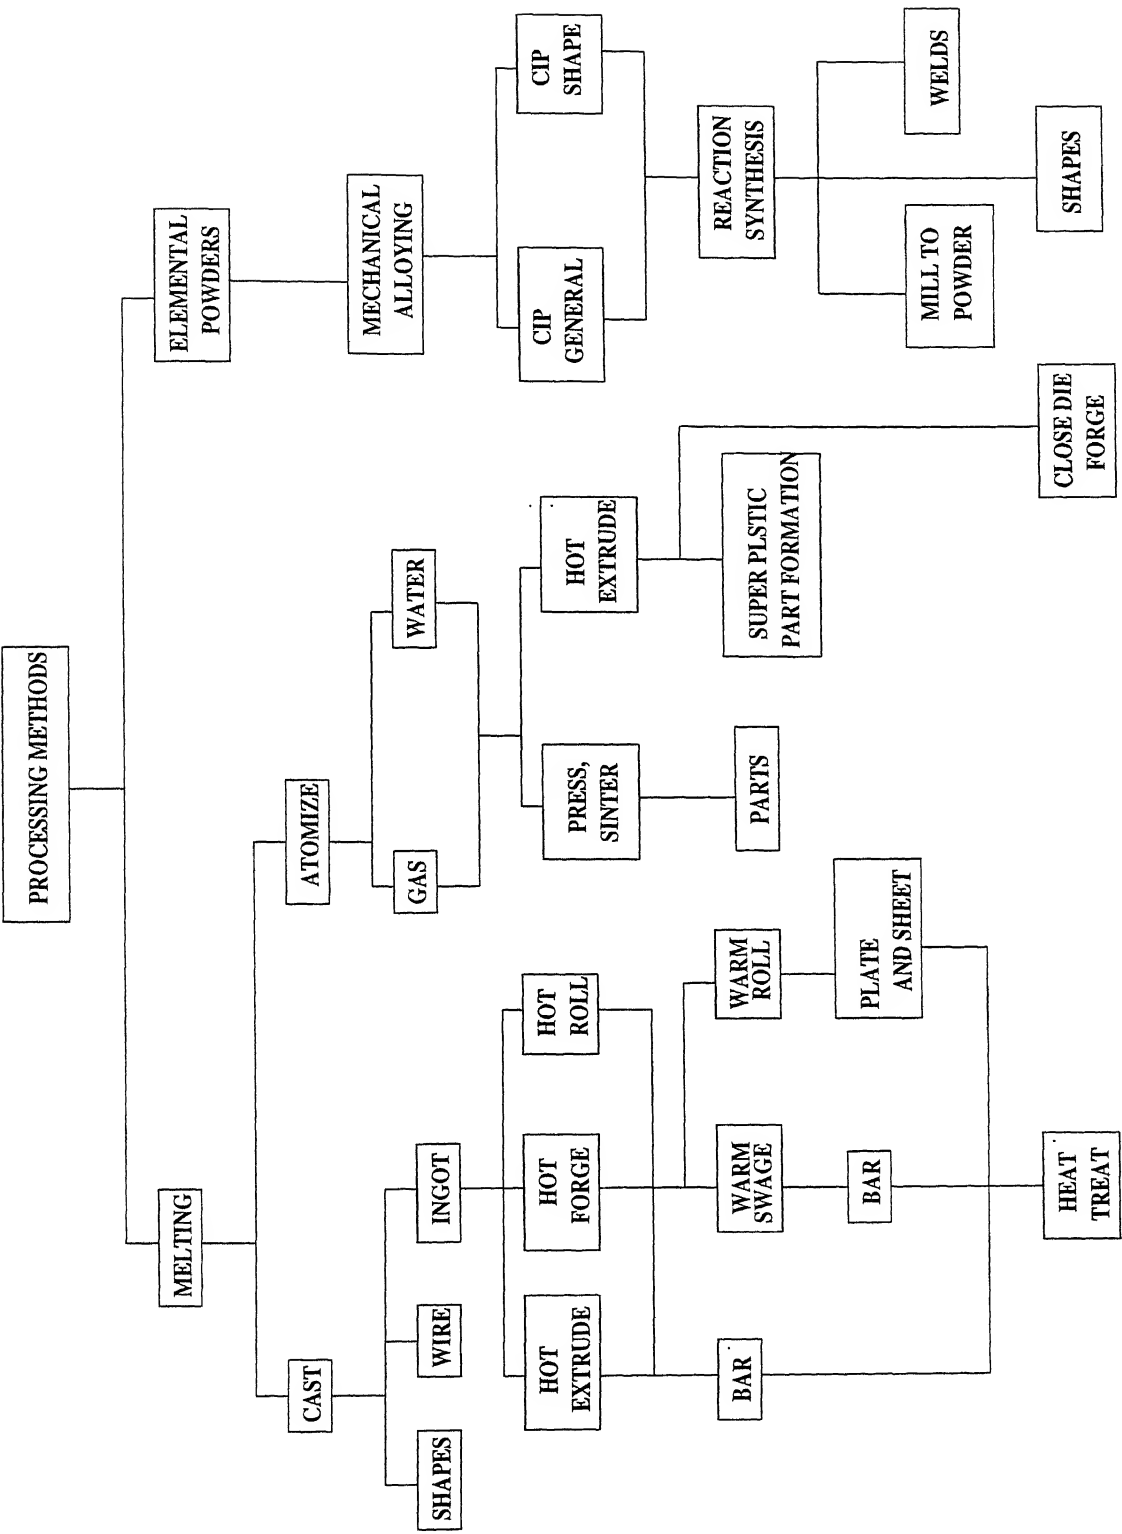 PROCESSING METHODS
MELTING
ELEMENTAL
POWDERS
CAST
ATOMIZE
MECHANICAL
ALLOYING
SHAPES
WIRE
INGOT
GAS
WATER
CIP
GENERAL
CIP
SHAPE
HOT
EXTRUDE
HOT
FORGE
HOT
ROLL
PRESS,
SINTER
HOT
EXTRUDE
REACTION
SYNTHESIS
BAR
WARM
SWAGE
WARM
ROLL
PARTS
SUPER PLSTIC
PART FORMATION
BAR
PLATE
AND SHEET
MILL TO
POWDER
WELDS
HEAT
TREAT
CLOSE DIE
FORGE
SHAPES